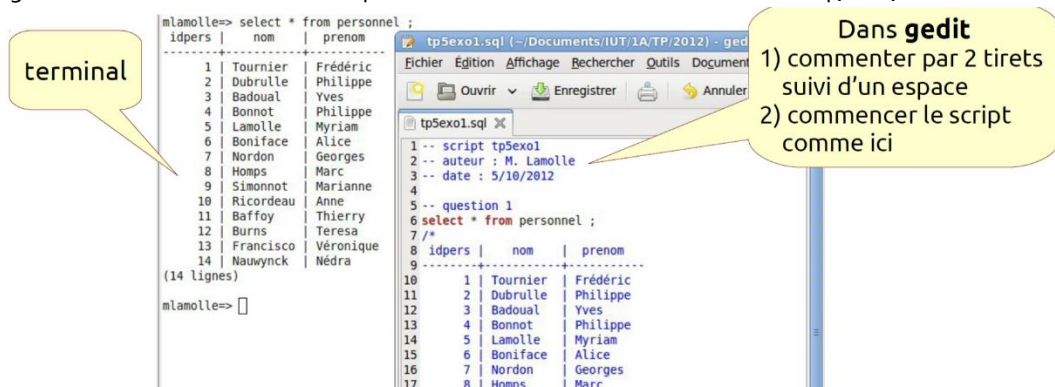 terminal
mlamolle=> select * from personnel ;
 idpers |    nom    |  prenom
--------+-----------+-----------
      1 | Tournier  | Frédéric
      2 | Dubrulle  | Philippe
      3 | Badoual   | Yves
      4 | Bonnot    | Philippe
      5 | Lamolle   | Myriam
      6 | Boniface  | Alice
      7 | Nordon    | Georges
      8 | Homps     | Marc
      9 | Simonnot  | Marianne
     10 | Ricordeau | Anne
     11 | Baffoy    | Thierry
     12 | Burns     | Teresa
     13 | Francisco | Véronique
     14 | Nauwynck  | Nédra
(14 lignes)
mlamolle=>
tp5exo1.sql (~/Documents/IUT/1A/TP/2012) - ged
Fichier Édition Affichage Rechercher Outils Document
Ouvrir Enregistrer Annuler
tp5exo1.sql
1 -- script tp5exo1
2 -- auteur : M. Lamolle
3 -- date : 5/10/2012
4
5 -- question 1
6 select * from personnel ;
7 /*
8  idpers |    nom    |  prenom
9 --------+-----------+-----------
10       1 | Tournier  | Frédéric
11       2 | Dubrulle  | Philippe
12       3 | Badoual   | Yves
13       4 | Bonnot    | Philippe
14       5 | Lamolle   | Myriam
15       6 | Boniface  | Alice
16       7 | Nordon    | Georges
17       8 | Homps     | Marc
Dans gedit
1) commenter par 2 tirets
suivi d'un espace
2) commencer le script
comme ici